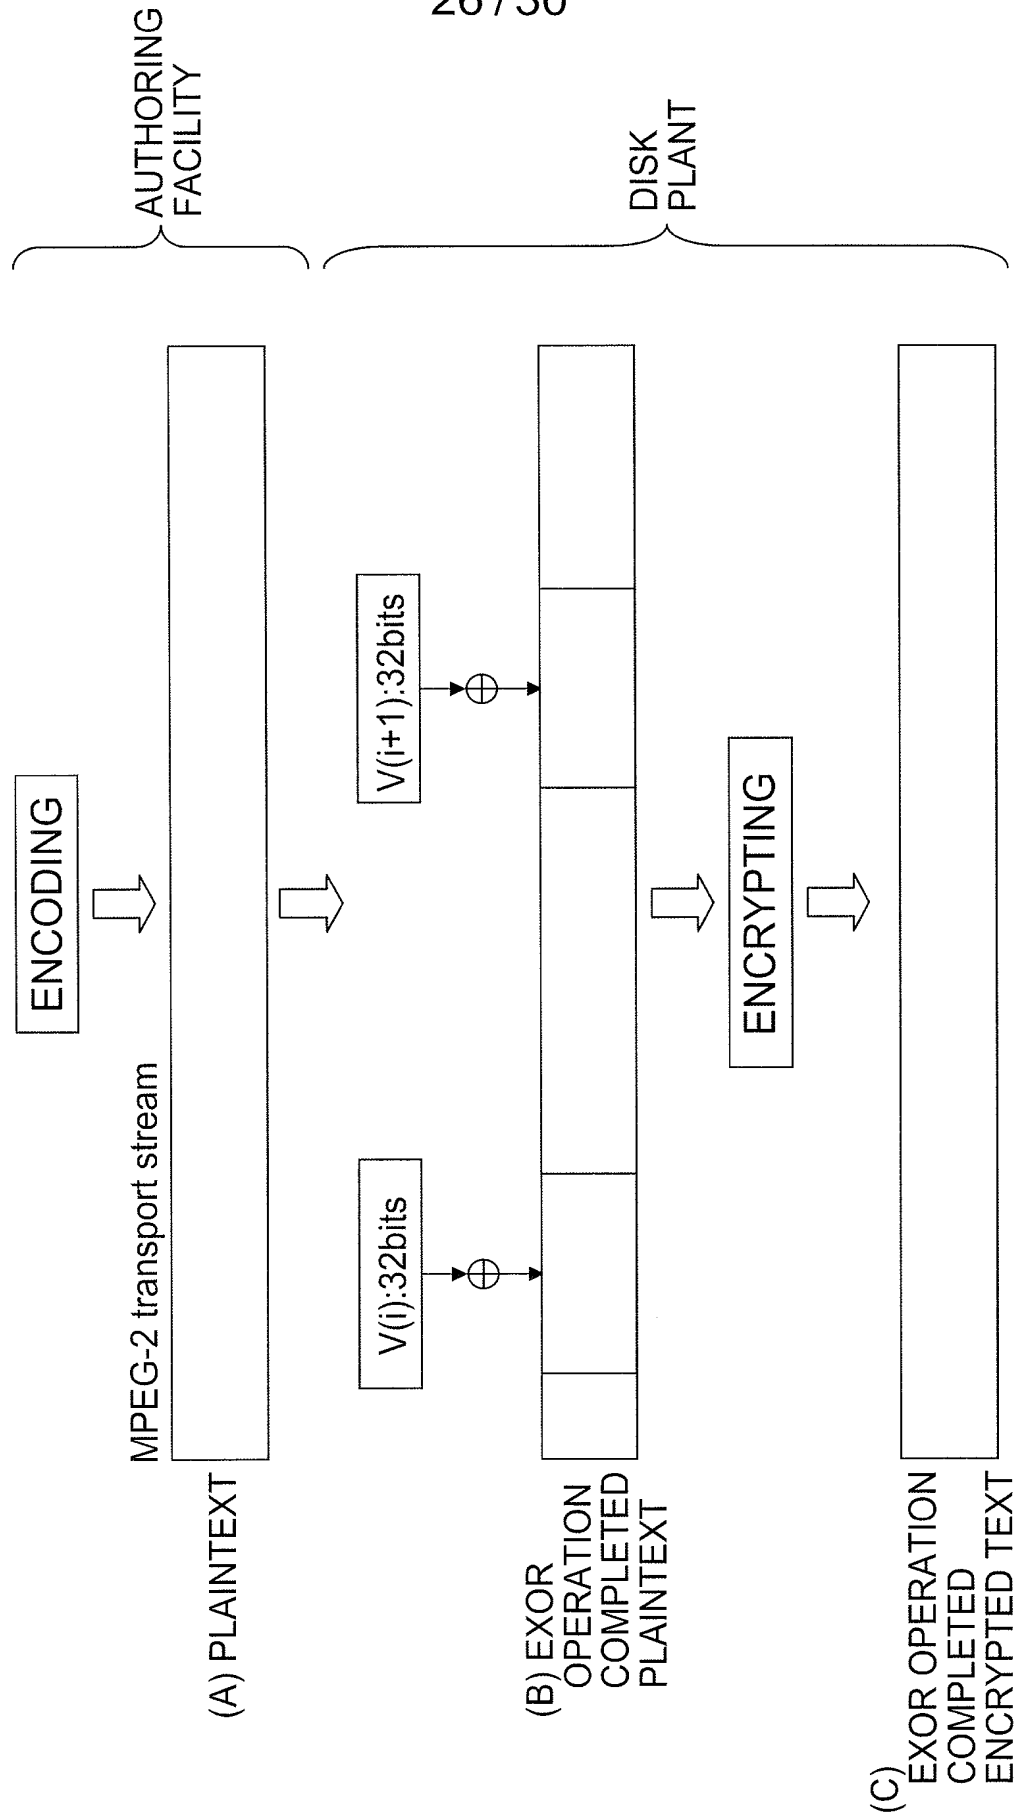 26/30
ENCODING
AUTHORING
FACILITY
MPEG-2 transport stream
(A) PLAINTEXT
V(i):32bits
V(i+1):32bits
DISK
PLANT
(B) EXOR
OPERATION
COMPLETED
PLAINTEXT
ENCRYPTING
(C)
EXOR OPERATION
COMPLETED
ENCRYPTED TEXT